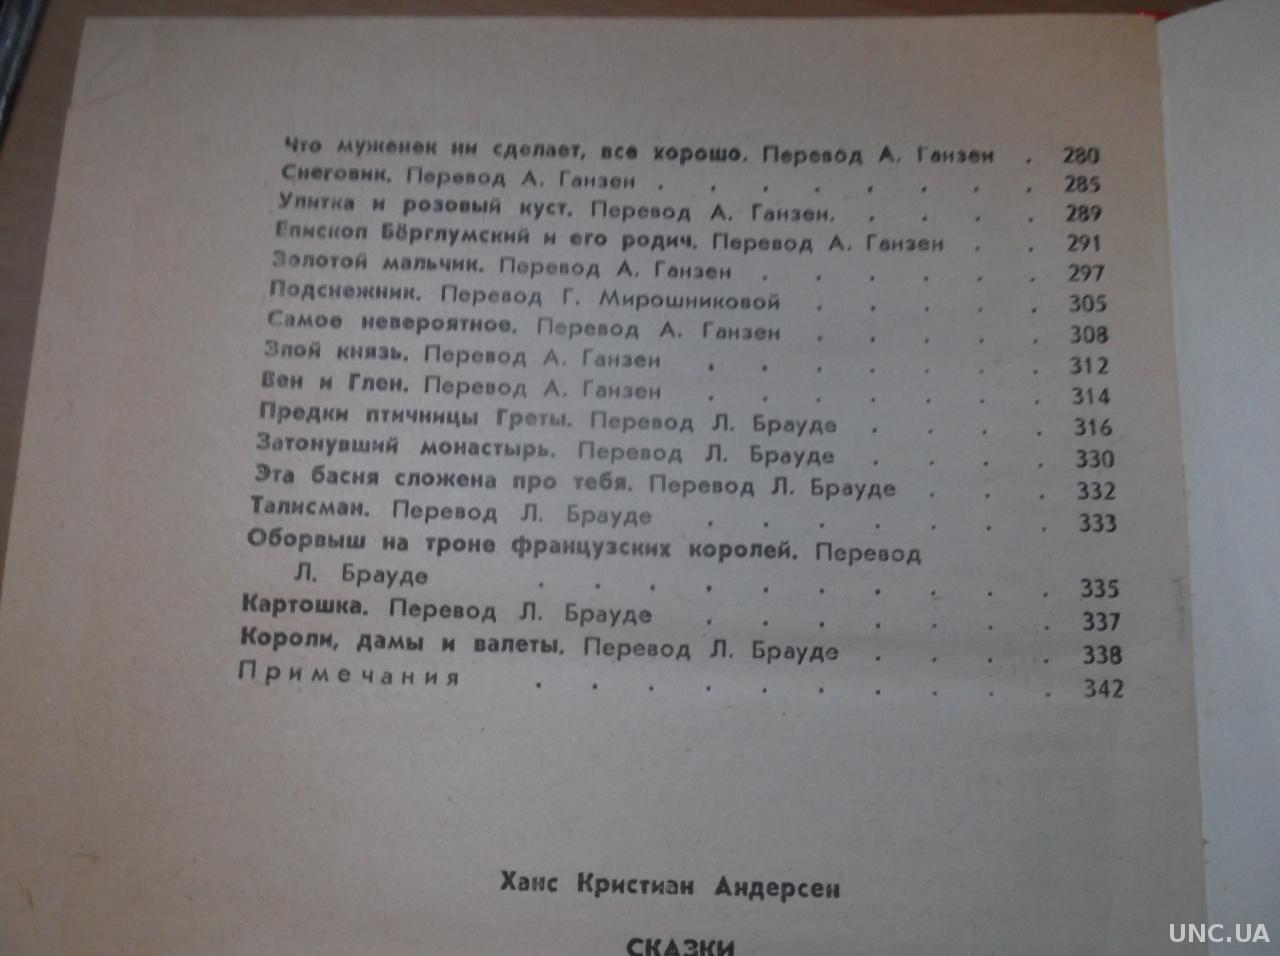 Что муженек ни сделает, все хорошо. Перевод А. Ганзен . 280
Снеговик. Перевод А. Ганзен . . . . . . . . 285
Улитка и розовый куст. Перевод А. Ганзен. . . . . 289
Епископ Бёрглумский и его родич. Перевод А. Ганзен . . 291
Золотой мальчик. Перевод А. Ганзен . . . . . . 297
Подснежник. Перевод Г. Мирошниковой . . . . . 305
Самое невероятное. Перевод А. Ганзен . . . . . 308
Злой князь. Перевод А. Ганзен . . . . . . . 312
Вен и Глен. Перевод А. Ганзен . . . . . . . 314
Предки птичницы Греты. Перевод Л. Брауде . . . . 316
Затонувший монастырь. Перевод Л. Брауде . . . . 330
Эта басня сложена про тебя. Перевод Л. Брауде . . . 332
Талисман. Перевод Л. Брауде . . . . . . . 333
Оборвыш на троне французских королей. Перевод
Л. Брауде . . . . . . . . . . 335
Картошка. Перевод Л. Брауде . . . . . . . 337
Короли, дамы и валеты. Перевод Л. Брауде . . . . 338
Примечания . . . . . . . . . . 342
Ханс Кристиан Андерсен
СКАЗКИ
UNC.UA